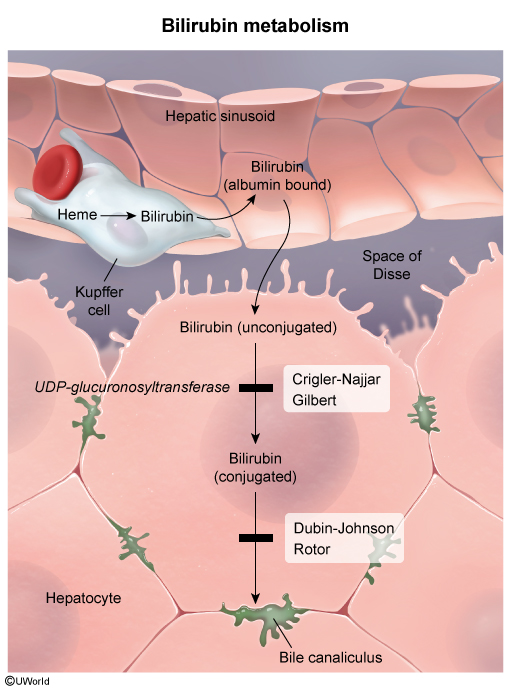 Bilirubin metabolism
Hepatic sinusoid
Bilirubin
(albumin bound)
Heme
Bilirubin
Space of
Disse
Kupffer
cell
Bilirubin (unconjugated)
UDP-glucuronosyltransferase
Crigler-Najjar
Gilbert
Bilirubin
(conjugated)
Dubin-Johnson
Rotor
Hepatocyte
Bile canaliculus
©UWorld